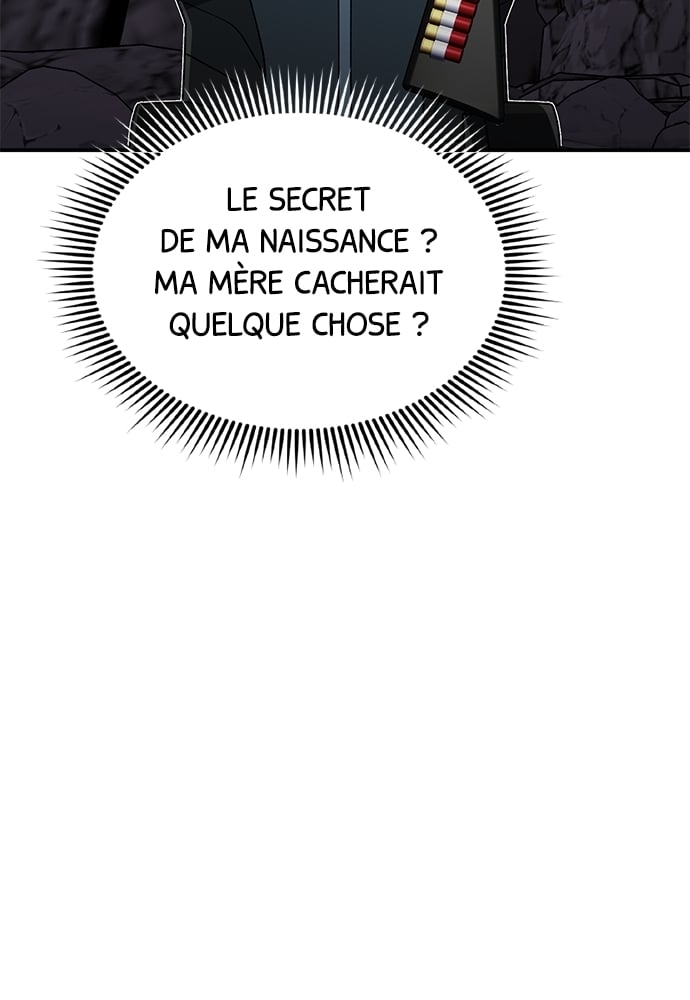 LE SECRET
DE MA NAISSANCE ?
MA MÈRE CACHERAIT
QUELQUE CHOSE ?